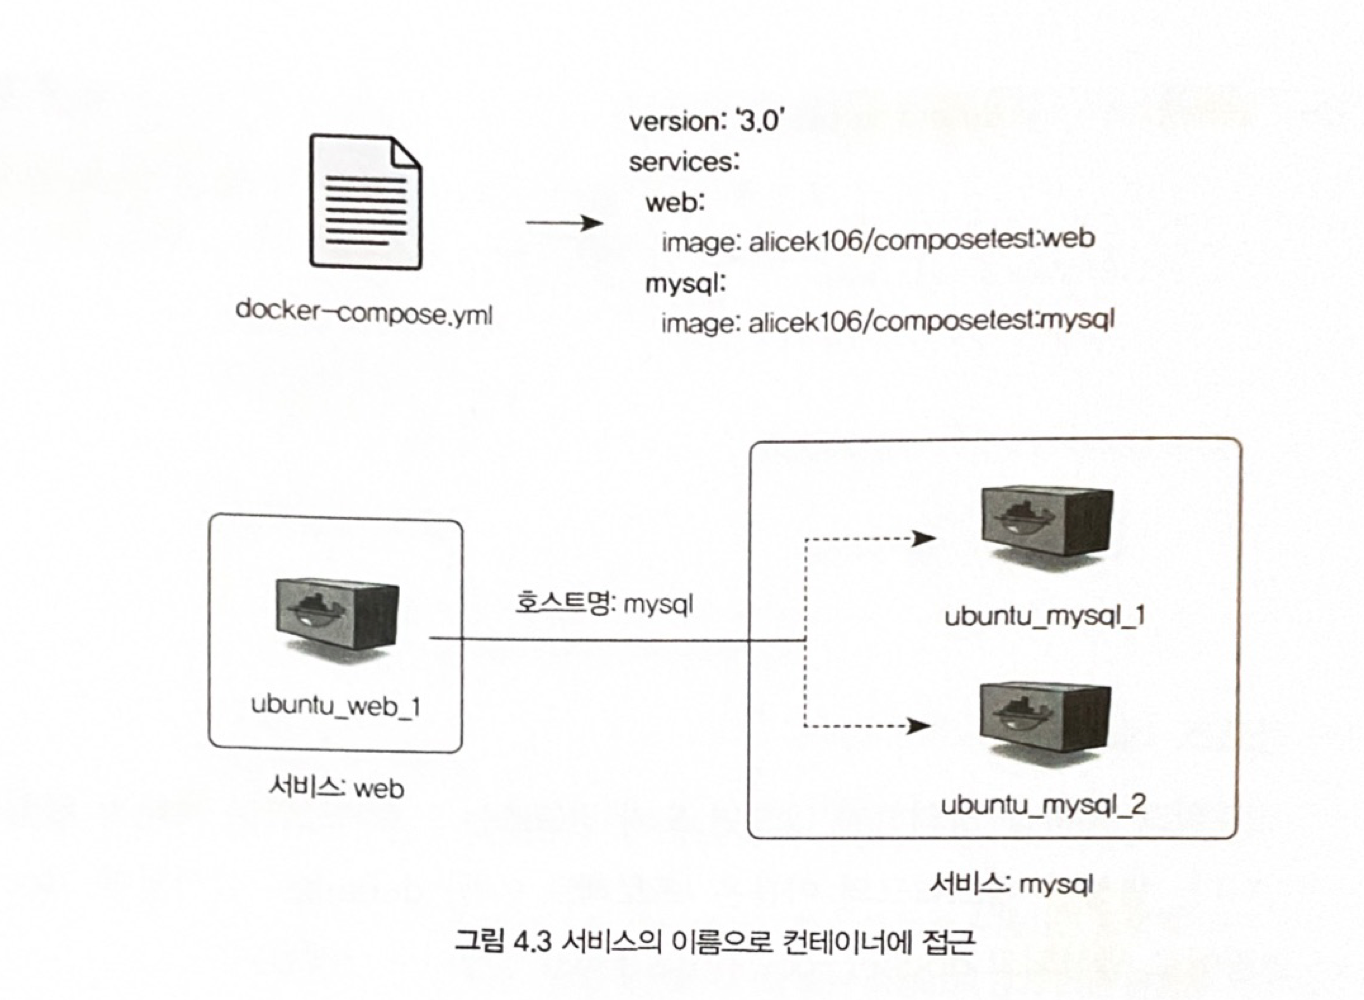 version: ‘3.0’
services:
web:
image: alicek106/composetest:web
mysql:
image: alicek106/composetest:mysql
docker-compose.yml
호스트명: mysql
ubuntu_web_1
서비스: web
ubuntu_mysql_1
ubuntu_mysql_2
서비스: mysql
그림 4.3 서비스의 이름으로 컨테이너에 접근